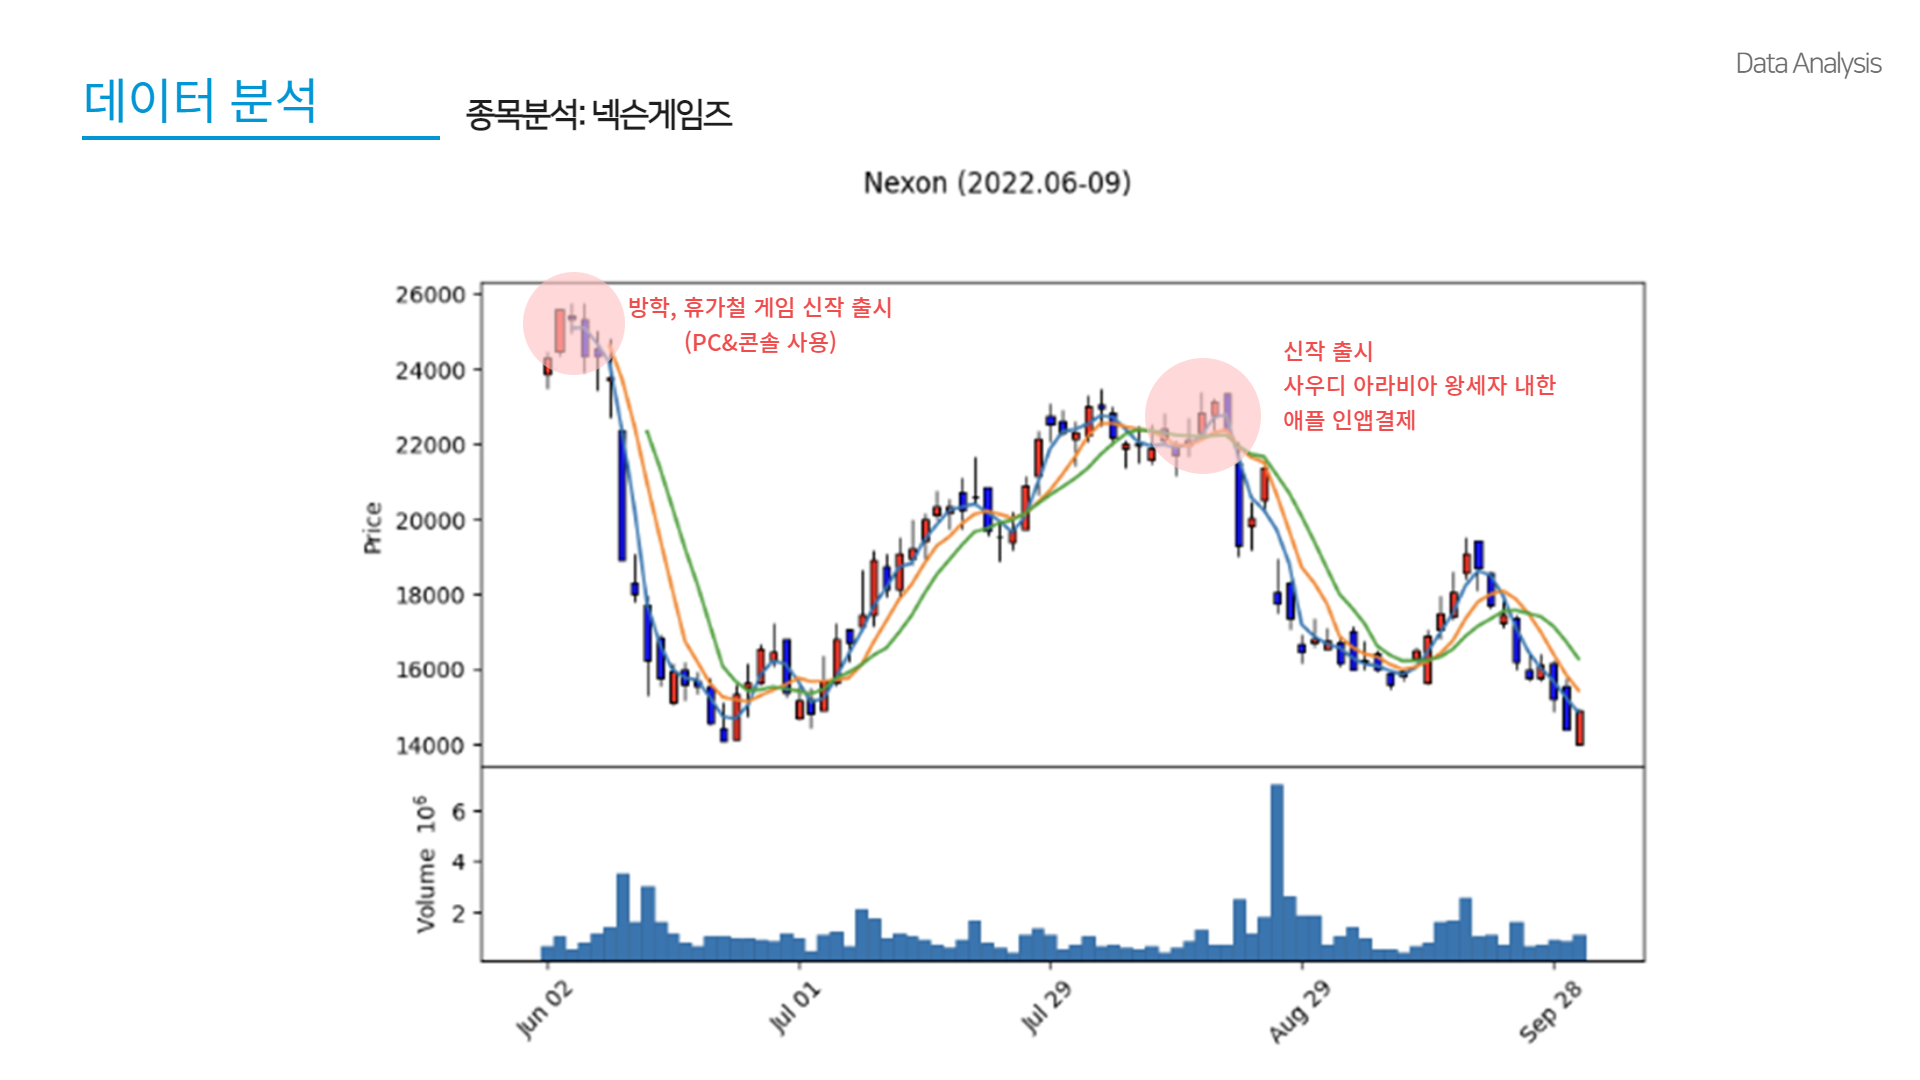 Data Analysis
데이터 분석
종목분석: 넥슨게임즈
Nexon (2022.06-09)
26000
24000
22000
20000
18000
16000
14000
Price
방학, 휴가철 게임 신작 출시
(PC&콘솔 사용)
신작 출시
사우디 아라비아 왕세자 내한
애플 인앱결제
Volume 10⁶
6
4
2
Jun 02
Jul 01
Jul 29
Aug 29
Sep 28